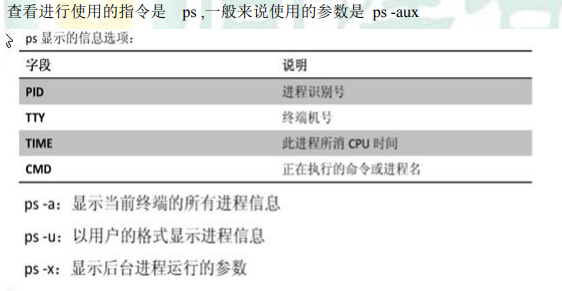 查看进行使用的指令是 ps ,一般来说使用的参数是 ps -aux
ps 显示的信息选项：
字段 说明
PID 进程识别号
TTY 终端机号
TIME 此进程所消 CPU 时间
CMD 正在执行的命令或进程名
ps -a：显示当前终端的所有进程信息
ps -u：以用户的格式显示进程信息
ps -x：显示后台进程运行的参数